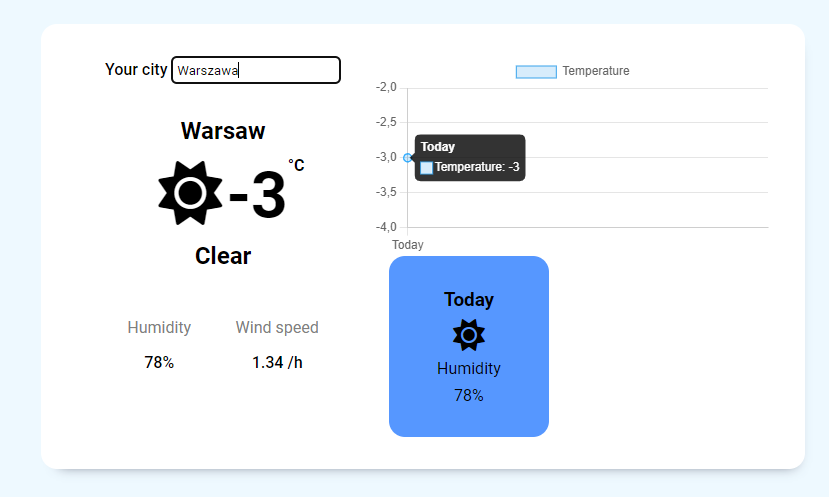 Your city Warszawa
Warsaw
-3 °C
Clear
Humidity Wind speed
78% 1.34 /h
Temperature
-2,0
-2,5
-3,0
-3,5
-4,0
Today
Temperature: -3
Today
Today
Humidity
78%